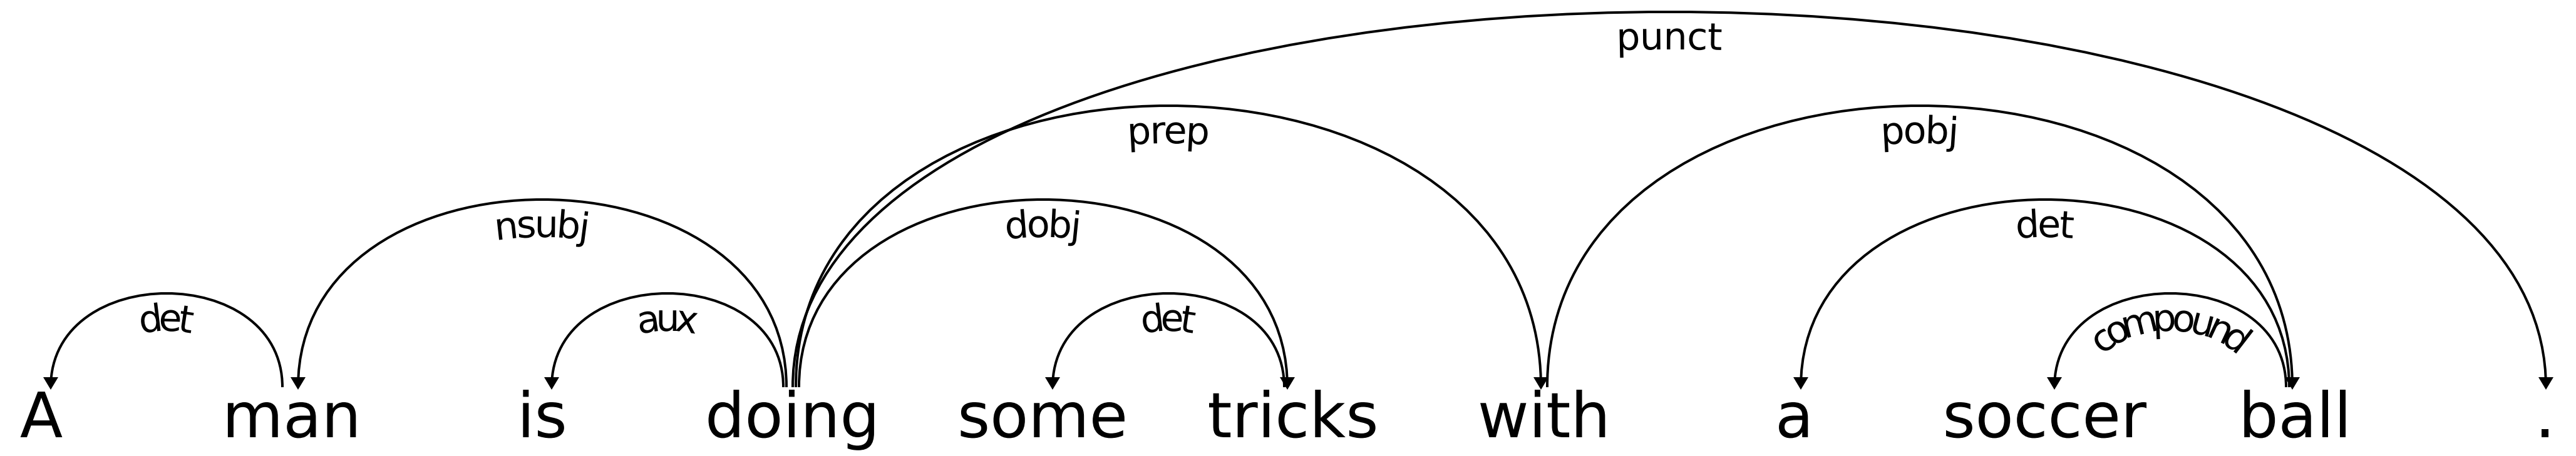 punct
prep pobj
nsubj dobj det
det aux det compound
A man is doing some tricks with a soccer ball .